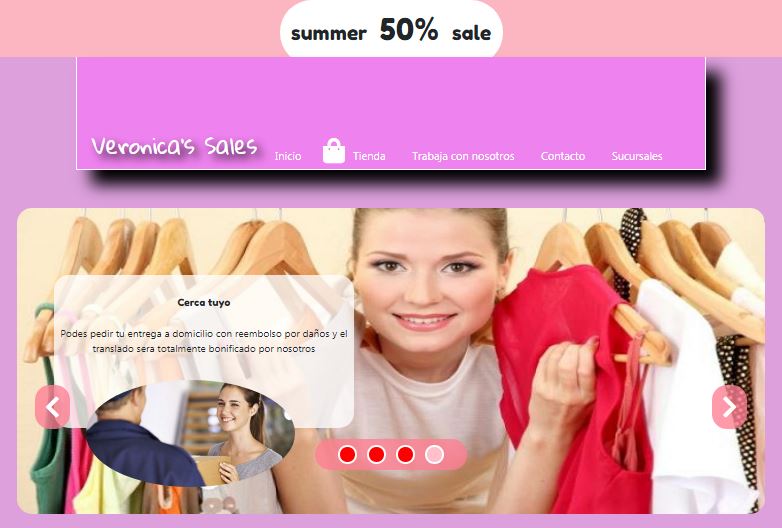 summer 50% sale
Veronica's Sales
Inicio Tienda Trabaja con nosotros Contacto Sucursales
Cerca tuyo
Podes pedir tu entrega a domicilio con reembolso por daños y el
translado sera totalmente bonificado por nosotros